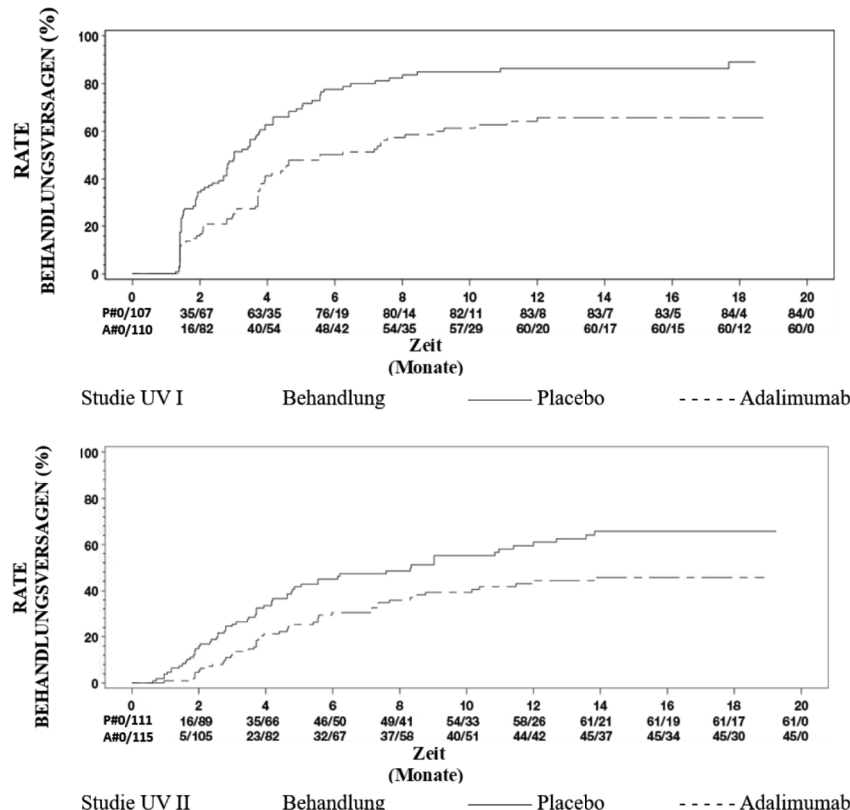 RATE
BEHANDLUNGSVERSAGEN (%)
100
80
60
40
20
0
0 2 4 6 8 10 12 14 16 18 20
P#0/107 35/67 63/35 76/19 80/14 82/11 83/8 83/7 83/5 84/4 84/0
A#0/110 16/82 40/54 48/42 54/35 57/29 60/20 60/17 60/15 60/12 60/0
Zeit
(Monate)
Studie UV I Behandlung Placebo Adalimumab
RATE
BEHANDLUNGSVERSAGEN (%)
100
80
60
40
20
0
0 2 4 6 8 10 12 14 16 18 20
P#0/111 16/89 35/66 46/50 49/41 54/33 58/26 61/21 61/19 61/17 61/0
A#0/115 5/105 23/82 32/67 37/58 40/51 44/42 45/37 45/34 45/30 45/0
Zeit
(Monate)
Studie UV II Behandlung Placebo Adalimumab